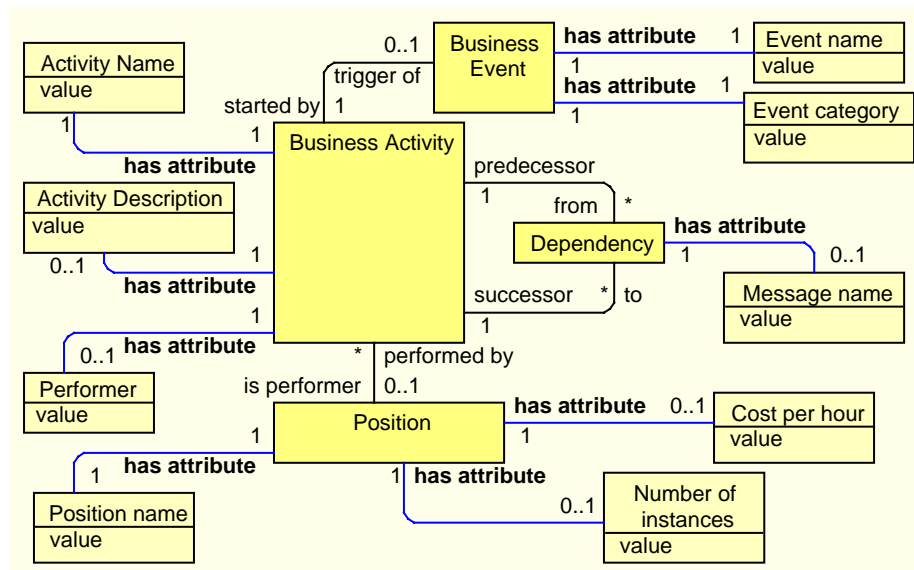 Activity Name
value
1
1
has attribute
0..1
trigger of
started by
1
Business
Event
has attribute
1
1
Event name
value
has attribute
1
1
Event category
value
Business Activity
Activity Description
value
0..1
1
has attribute
predecessor
1
from
*
Dependency
has attribute
1
0..1
Message name
value
successor
1
*
to
1
has attribute
0..1
Performer
value
*
performed by
is performer
0..1
Position
has attribute
1
0..1
Cost per hour
value
1
has attribute
1
Position name
value
1
has attribute
0..1
Number of
instances
value